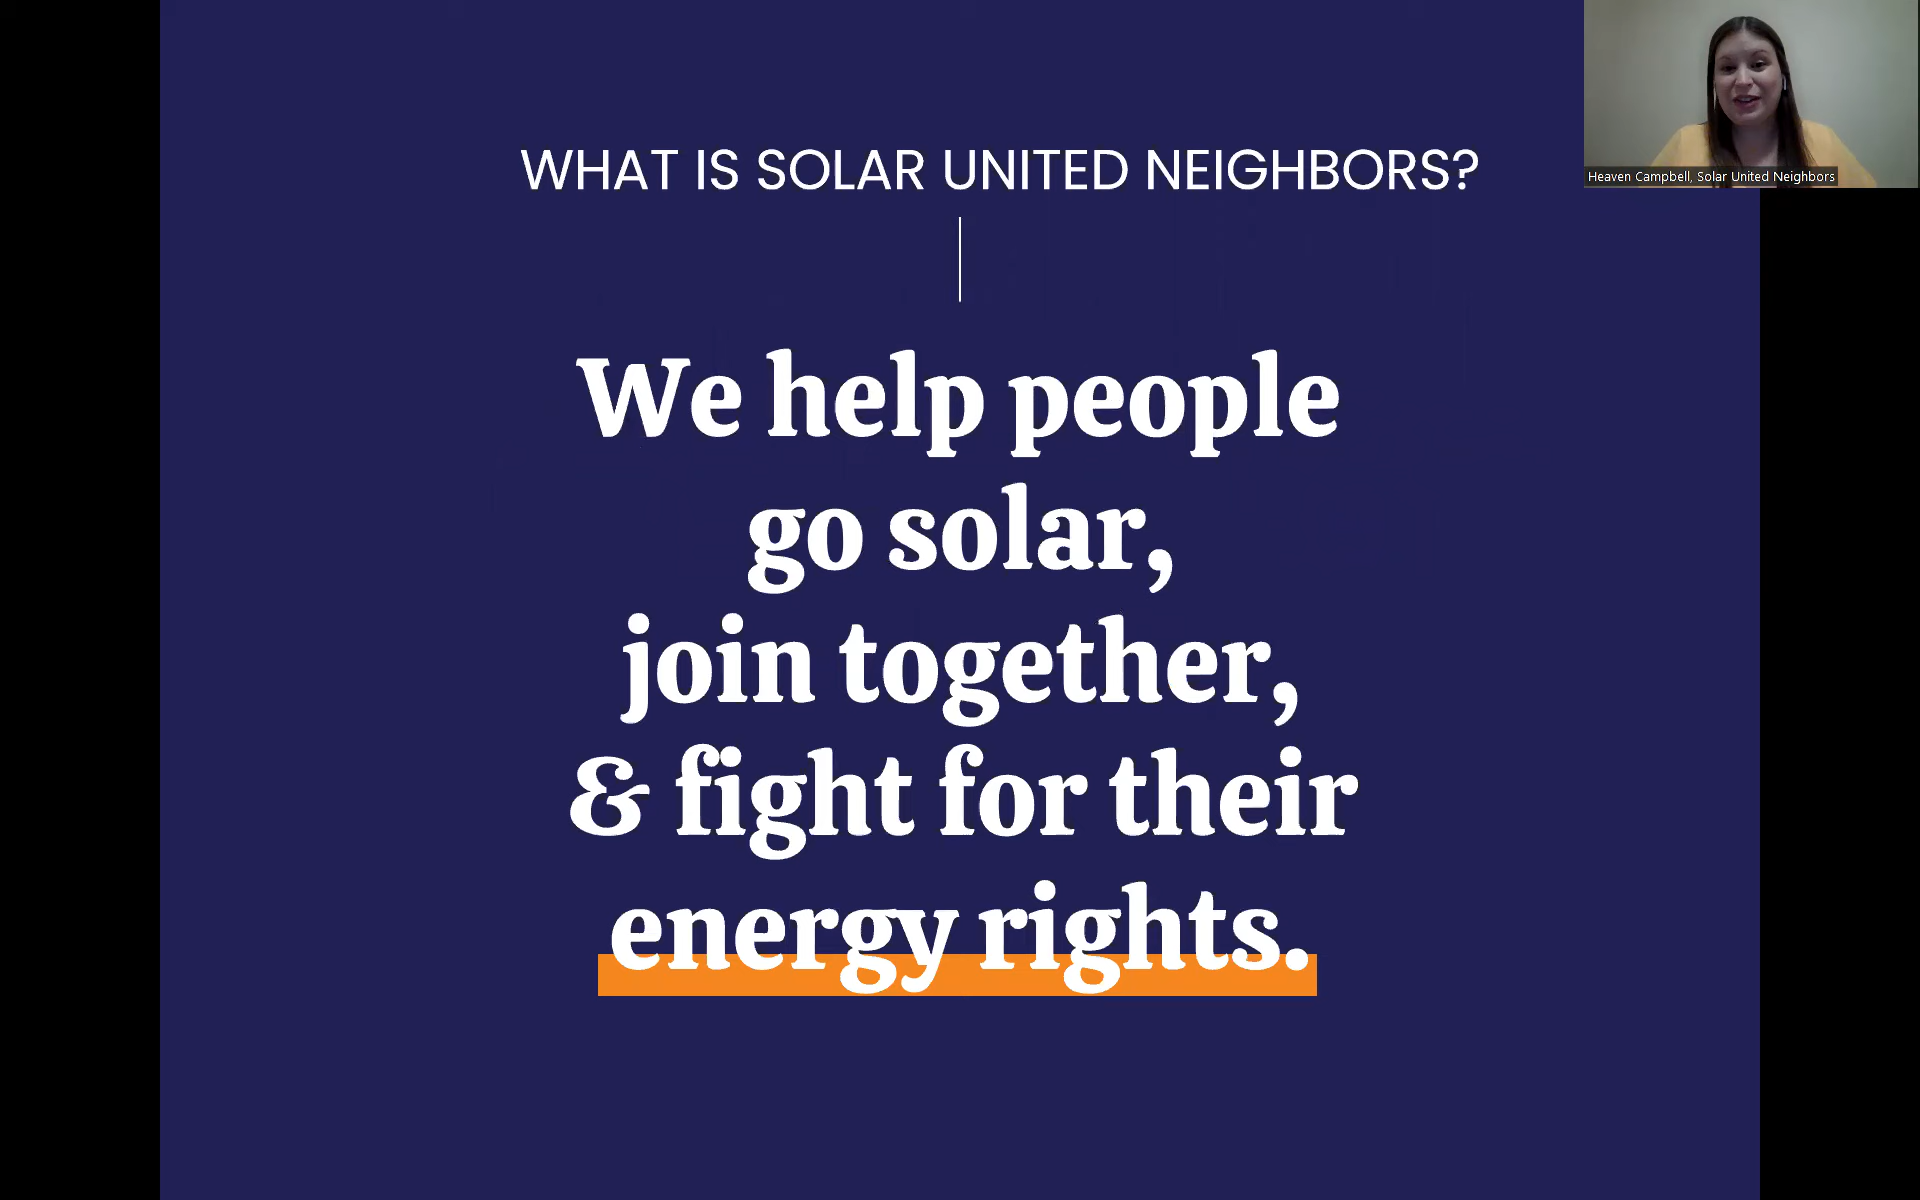 WHAT IS SOLAR UNITED NEIGHBORS?
Heaven Campbell, Solar United Neighbors
We help people
go solar,
join together,
& fight for their
energy rights.